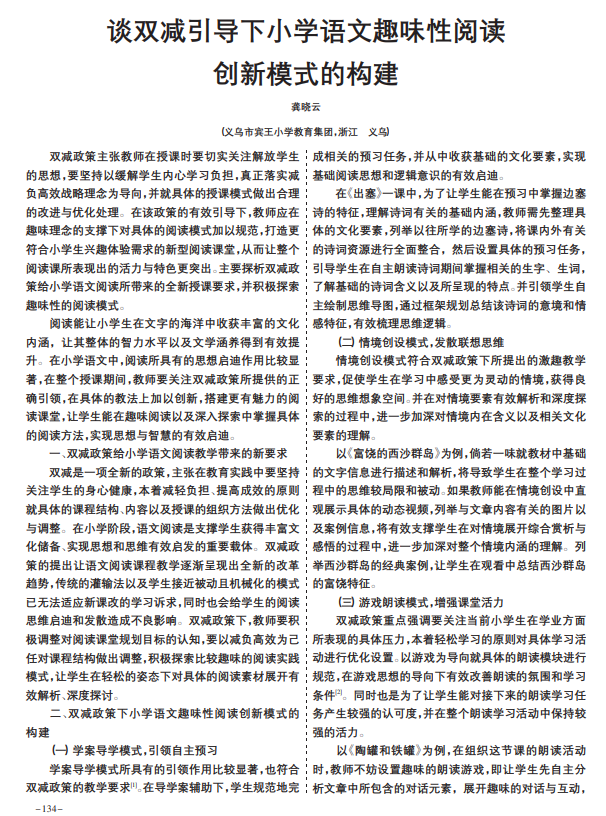 谈双减引导下小学语文趣味性阅读
创新模式的构建
龚晓云
(义乌市宾王小学教育集团,浙江 义乌)
双减政策主张教师在授课时要切实关注解放学生
的思想,要坚持以缓解学生内心学习负担,真正落实减
负高效战略理念为导向,并就具体的授课模式做出合理
的改进与优化处理。在该政策的有效引导下,教师应在
趣味理念的支撑下对具体的阅读模式加以规范,打造更
符合小学生兴趣体验需求的新型阅读课堂,从而让整个
阅读课所表现出的活力与特色更突出。主要探析双减政
策给小学语文阅读所带来的全新授课要求,并积极探索
趣味性的阅读模式。
阅读能让小学生在文字的海洋中收获丰富的文化
内涵,让其整体的智力水平以及文学涵养得到有效提
升。在小学语文中,阅读所具有的思想启迪作用比较显
著,在整个授课期间,教师要关注双减政策所提供的正
确引领,在具体的教法上加以创新,搭建更有魅力的阅
读课堂,让学生能在趣味阅读以及深入探索中掌握具体
的阅读方法,实现思想与智慧的有效启迪。
一、双减政策给小学语文阅读教学带来的新要求
双减是一项全新的政策,主张在教育实践中要坚持
关注学生的身心健康,本着减轻负担、提高成效的原则
就具体的课程结构、内容以及授课的组织方法做出优化
与调整。在小学阶段,语文阅读是支撑学生获得丰富文
化储备、实现思想和思维有效启发的重要载体。双减政
策的提出让语文阅读课程教学逐渐呈现出全新的改革
趋势,传统的灌输法以及学生接近被动且机械化的模式
已无法适应新课改的学习诉求,同时也会给学生的阅读
思维启迪和发散造成不良影响。双减政策下,教师要积
极调整对阅读课堂规划目标的认知,要以减负高效为己
任对课程结构做出调整,积极探索比较趣味的阅读实践
模式,让学生在轻松的姿态下对具体的阅读素材展开有
效解析、深度探讨。
二、双减政策下小学语文趣味性阅读创新模式的
构建
(一)学案导学模式,引领自主预习
学案导学模式所具有的引领作用比较显著,也符合
双减政策的教学要求[1]。在导学案辅助下,学生规范地完
成相关的预习任务,并从中收获基础的文化要素,实现
基础阅读思想和逻辑意识的有效启迪。
在《出塞》一课中,为了让学生能在预习中掌握边塞
诗的特征,理解诗词有关的基础内涵,教师需先整理具
体的文化要素,列举以往所学的边塞诗,将课内外有关
的诗词资源进行全面整合,然后设置具体的预习任务,
引导学生在自主朗读诗词期间掌握相关的生字、生词,
了解基础的诗词含义以及所呈现的特点。并引领学生自
主绘制思维导图,通过框架规划总结该诗词的意境和情
感特征,有效梳理思维逻辑。
(二)情境创设模式,发散联想思维
情境创设模式符合双减政策下所提出的激趣教学
要求,促使学生在学习中感受更为灵动的情境,获得良
好的思维想象空间。并在对情境要素有效解析和深度探
索的过程中,进一步加深对情境内在含义以及相关文化
要素的理解。
以《富饶的西沙群岛》为例,倘若一味就教材中基础
的文字信息进行描述和解析,将导致学生在整个学习过
程中的思维较局限和被动。如果教师能在情境创设中直
观展示具体的动态视频,列举与文章内容有关的图片以
及案例信息,将有效支撑学生在对情境展开综合赏析与
感悟的过程中,进一步加深对整个情境内涵的理解。列
举西沙群岛的经典案例,让学生在观看中总结西沙群岛
的富饶特征。
(三)游戏朗读模式,增强课堂活力
双减政策重点强调要关注当前小学生在学业方面
所表现的具体压力,本着轻松学习的原则对具体学习活
动进行优化设置。以游戏为导向就具体的朗读模块进行
规范,在游戏思想的导向下有效改善朗读的氛围和学习
条件[2]。同时也是为了让学生能对接下来的朗读学习任
务产生较强的认可度,并在整个朗读学习活动中保持较
强的活力。
以《陶罐和铁罐》为例,在组织这节课的朗读活动
时,教师不妨设置趣味的朗读游戏,即让学生先自主分
析文章中所包含的对话元素,展开趣味的对话与互动,
-134-